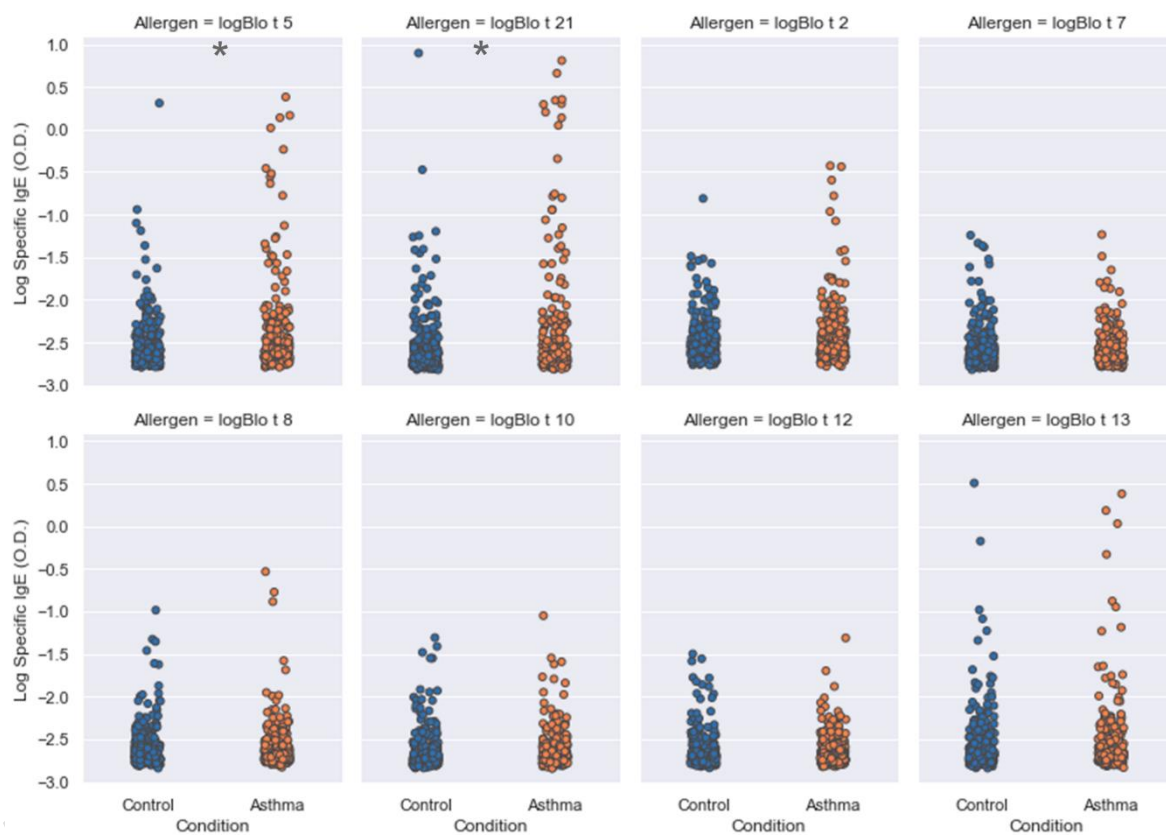 Allergen = logBlo t 5
Allergen = logBlo t 21
Allergen = logBlo t 2
Allergen = logBlo t 7
*
*
Log Specific IgE (O.D.)
1.0
0.5
0.0
−0.5
−1.0
−1.5
−2.0
−2.5
−3.0
Allergen = logBlo t 8
Allergen = logBlo t 10
Allergen = logBlo t 12
Allergen = logBlo t 13
Log Specific IgE (O.D.)
1.0
0.5
0.0
−0.5
−1.0
−1.5
−2.0
−2.5
−3.0
Control Asthma
Condition
Control Asthma
Condition
Control Asthma
Condition
Control Asthma
Condition